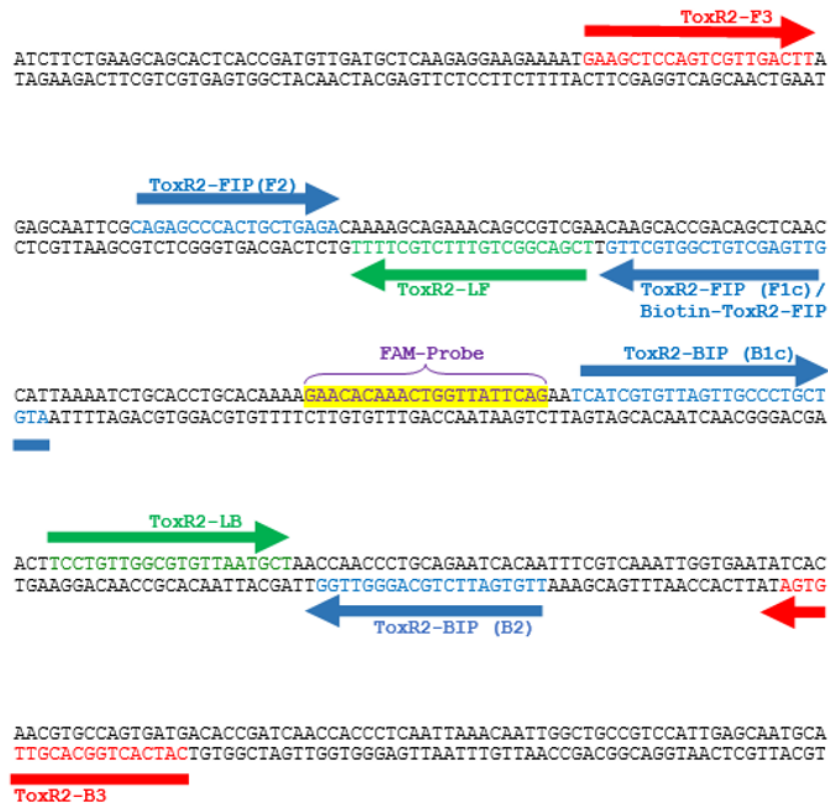 ToxR2-F3
ATCTTCTGAAGCAGCACTCACCGATGTTGATGCTCAAGAGGAAGAAAATGAAGCTCCAGTCGTTGACTTA
TAGAAGACTTCGTCGTGAGTGGCTACAACTACGAGTTCTCCTTCTTTTACTTCGAGGTCAGCAACTGAAT
ToxR2-FIP(F2)
GAGCAATTCGCAGAGCCCACTGCTGAGACAAAAGCAGAAACAGCCGTCGAACAAGCACCGACAGCTCAAC
CTCGTTAAGCGTCTCGGGTGACGACTCTGTTTTCGTCTTTGTCGGCAGCTTGTTCGTGGCTGTCGAGTTG
ToxR2-LF
ToxR2-FIP (F1c)/
Biotin-ToxR2-FIP
FAM-Probe
ToxR2-BIP (B1c)
CATTAAAATCTGCACCTGCACAAAAGAACACAAACTGGTTATTCAGAATCATCGTGTTAGTTGCCCTGCT
GTAATTTTAGACGTGGACGTGTTTTCTTGTGTTTGACCAATAAGTCTTAGTAGCACAATCAACGGGACGA
ToxR2-LB
ACTTCCTGTTGGCGTGTTAATGCTAACCAACCCTGCAGAATCACAATTTCGTCAAATTGGTGAATATCAC
TGAAGGACAACCGCACAATTACGATTGGTTGGGACGTCTTAGTGTTAAAGCAGTTTAACCACTTATAGTG
ToxR2-BIP (B2)
AACGTGCCAGTGATGACACCGATCAACCACCCTCAATTAAACAATTGGCTGCCGTCCATTGAGCAATGCA
TTGCACGGTCACTACTGTGGCTAGTTGGTGGGAGTTAATTTGTTAACCGACGGCAGGTAACTCGTTACGT
ToxR2-B3